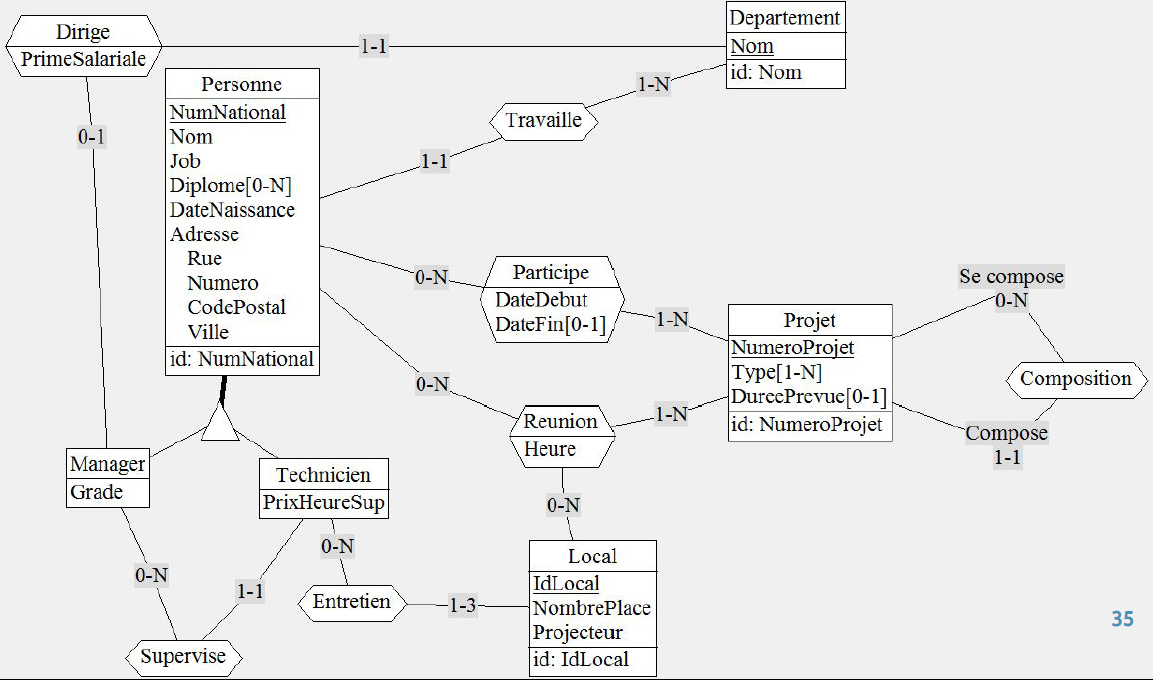 Dirige
PrimeSalariale
1-1
Departement
Nom
id: Nom
0-1
Personne
NumNational
Nom
Job
Diplome[0-N]
DateNaissance
Adresse
Rue
Numero
CodePostal
Ville
id: NumNational
1-N
Travaille
1-1
0-N
Participe
DateDebut
DateFin[0-1]
1-N
Se compose
0-N
Projet
NumeroProjet
Type[1-N]
DureePrevue[0-1]
id: NumeroProjet
Composition
Compose
1-1
0-N
Reunion
Heure
1-N
Manager
Grade
Technicien
PrixHeureSup
0-N
0-N
0-N
1-1
Entretien
1-3
Local
IdLocal
NombrePlace
Projecteur
id: IdLocal
Supervise
35